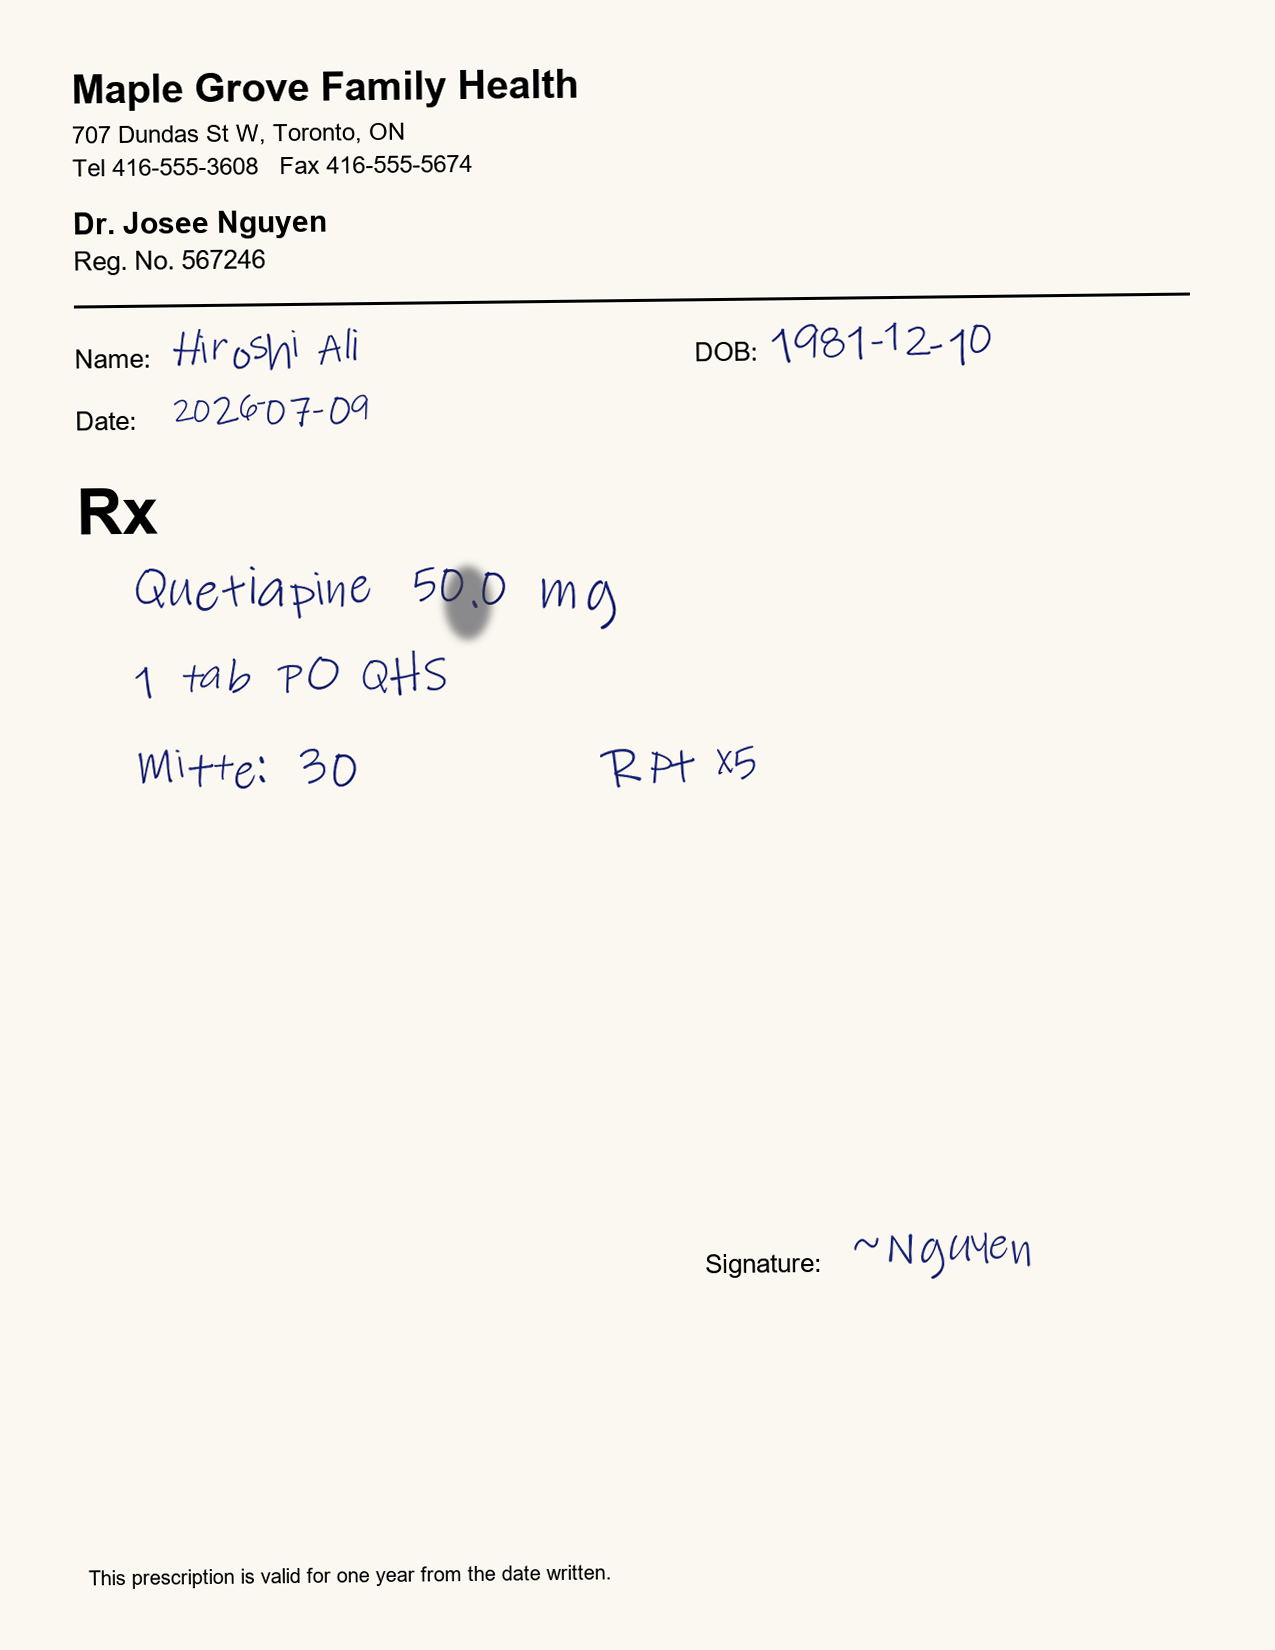 Maple Grove Family Health
707 Dundas St W, Toronto, ON
Tel 416-555-3608 Fax 416-555-5674
Dr. Josee Nguyen
Reg. No. 567246
Name: Hiroshi Ali DOB: 1981-12-10
Date: 2026-07-09
Rx
Quetiapine 50.0 mg
1 tab PO QHS
Mitte: 30 RPt x5
Signature: ~Nguyen
This prescription is valid for one year from the date written.